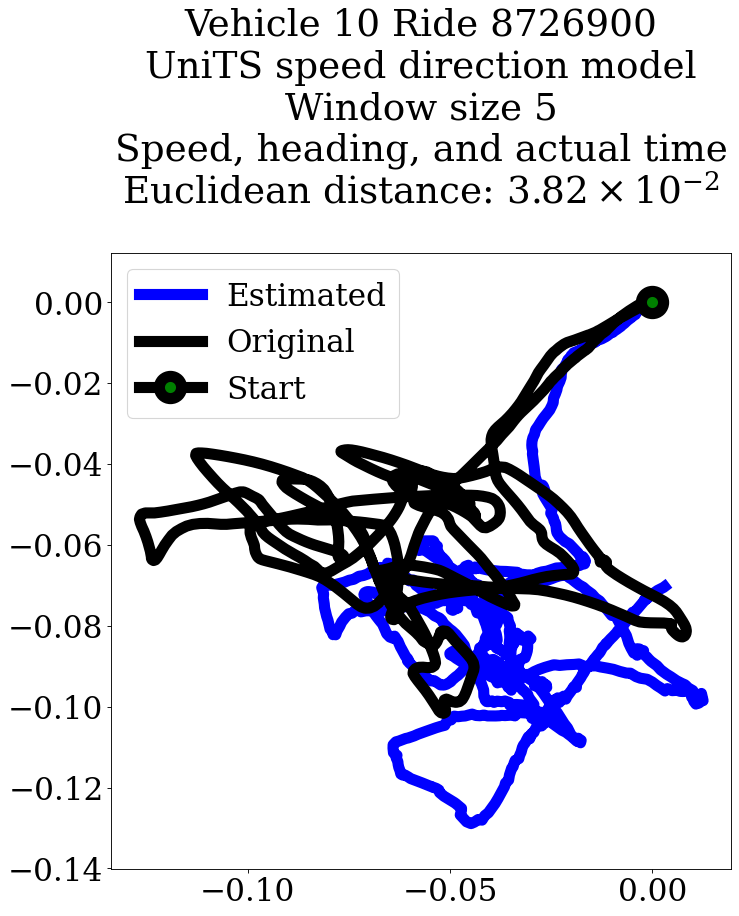 Vehicle 10 Ride 8726900
UniTS speed direction model
Window size 5
Speed, heading, and actual time
Euclidean distance: 3.82 × 10⁻²
Estimated
Original
Start
0.00
−0.02
−0.04
−0.06
−0.08
−0.10
−0.12
−0.14
−0.10 −0.05 0.00